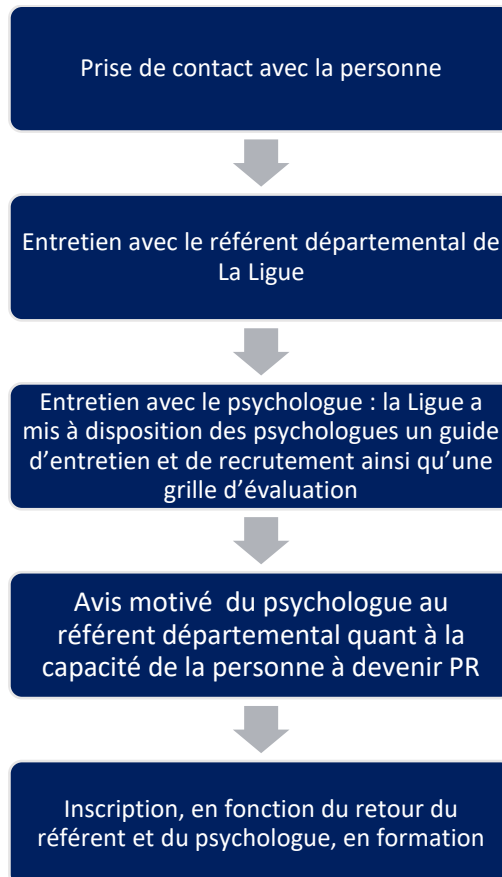 Prise de contact avec la personne
Entretien avec le référent départemental de
La Ligue
Entretien avec le psychologue : la Ligue a
mis à disposition des psychologues un guide
d’entretien et de recrutement ainsi qu’une
grille d’évaluation
Avis motivé  du psychologue au
référent départemental quant à la
capacité de la personne à devenir PR
Inscription, en fonction du retour du
référent et du psychologue, en formation